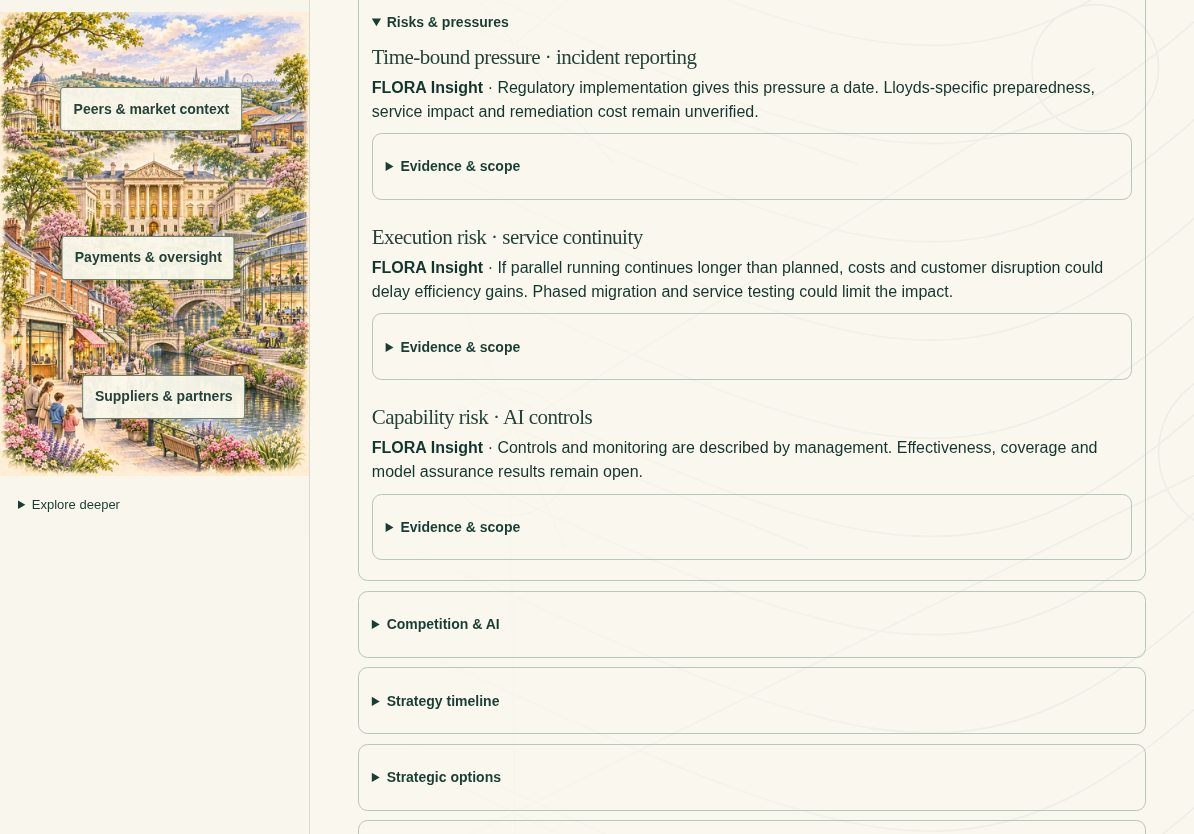 Peers & market context
Payments & oversight
Suppliers & partners
Explore deeper
Risks & pressures
Time-bound pressure · incident reporting
FLORA Insight · Regulatory implementation gives this pressure a date. Lloyds-specific preparedness,
service impact and remediation cost remain unverified.
Evidence & scope
Execution risk · service continuity
FLORA Insight · If parallel running continues longer than planned, costs and customer disruption could
delay efficiency gains. Phased migration and service testing could limit the impact.
Evidence & scope
Capability risk · AI controls
FLORA Insight · Controls and monitoring are described by management. Effectiveness, coverage and
model assurance results remain open.
Evidence & scope
Competition & AI
Strategy timeline
Strategic options